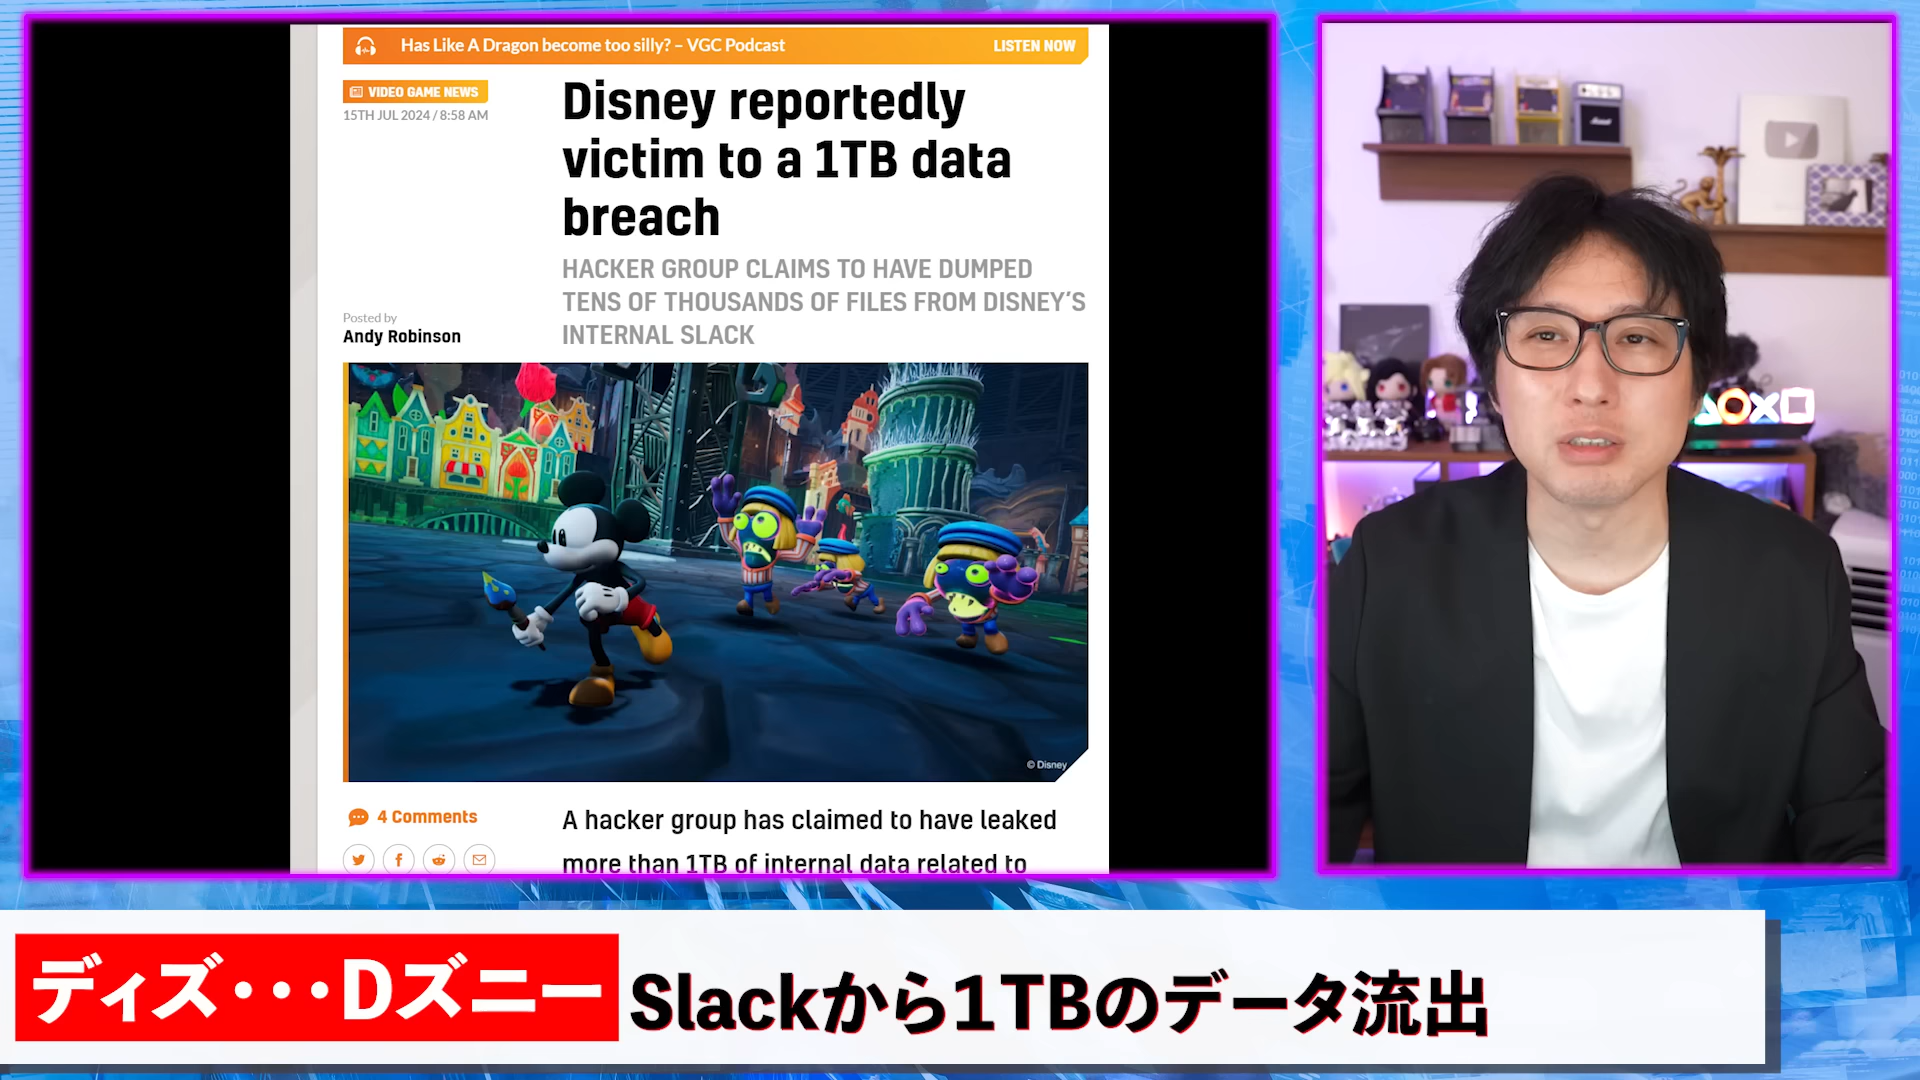 Has Like A Dragon become too silly? – VGC Podcast
LISTEN NOW
VIDEO GAME NEWS
15TH JUL 2024 / 8:58 AM
Disney reportedly
victim to a 1TB data
breach
HACKER GROUP CLAIMS TO HAVE DUMPED
TENS OF THOUSANDS OF FILES FROM DISNEY’S
INTERNAL SLACK
Posted by
Andy Robinson
© Disney
4 Comments
A hacker group has claimed to have leaked
more than 1TB of internal data related to
ディズ・・・Dズニー
Slackから1TBのデータ流出